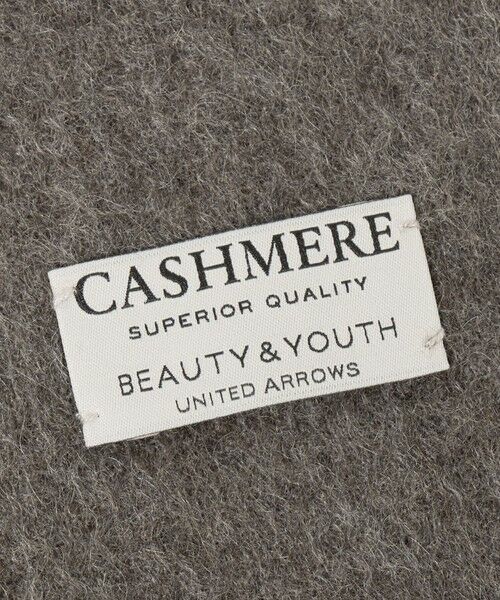 CASHMERE
SUPERIOR QUALITY
BEAUTY & YOUTH
UNITED ARROWS